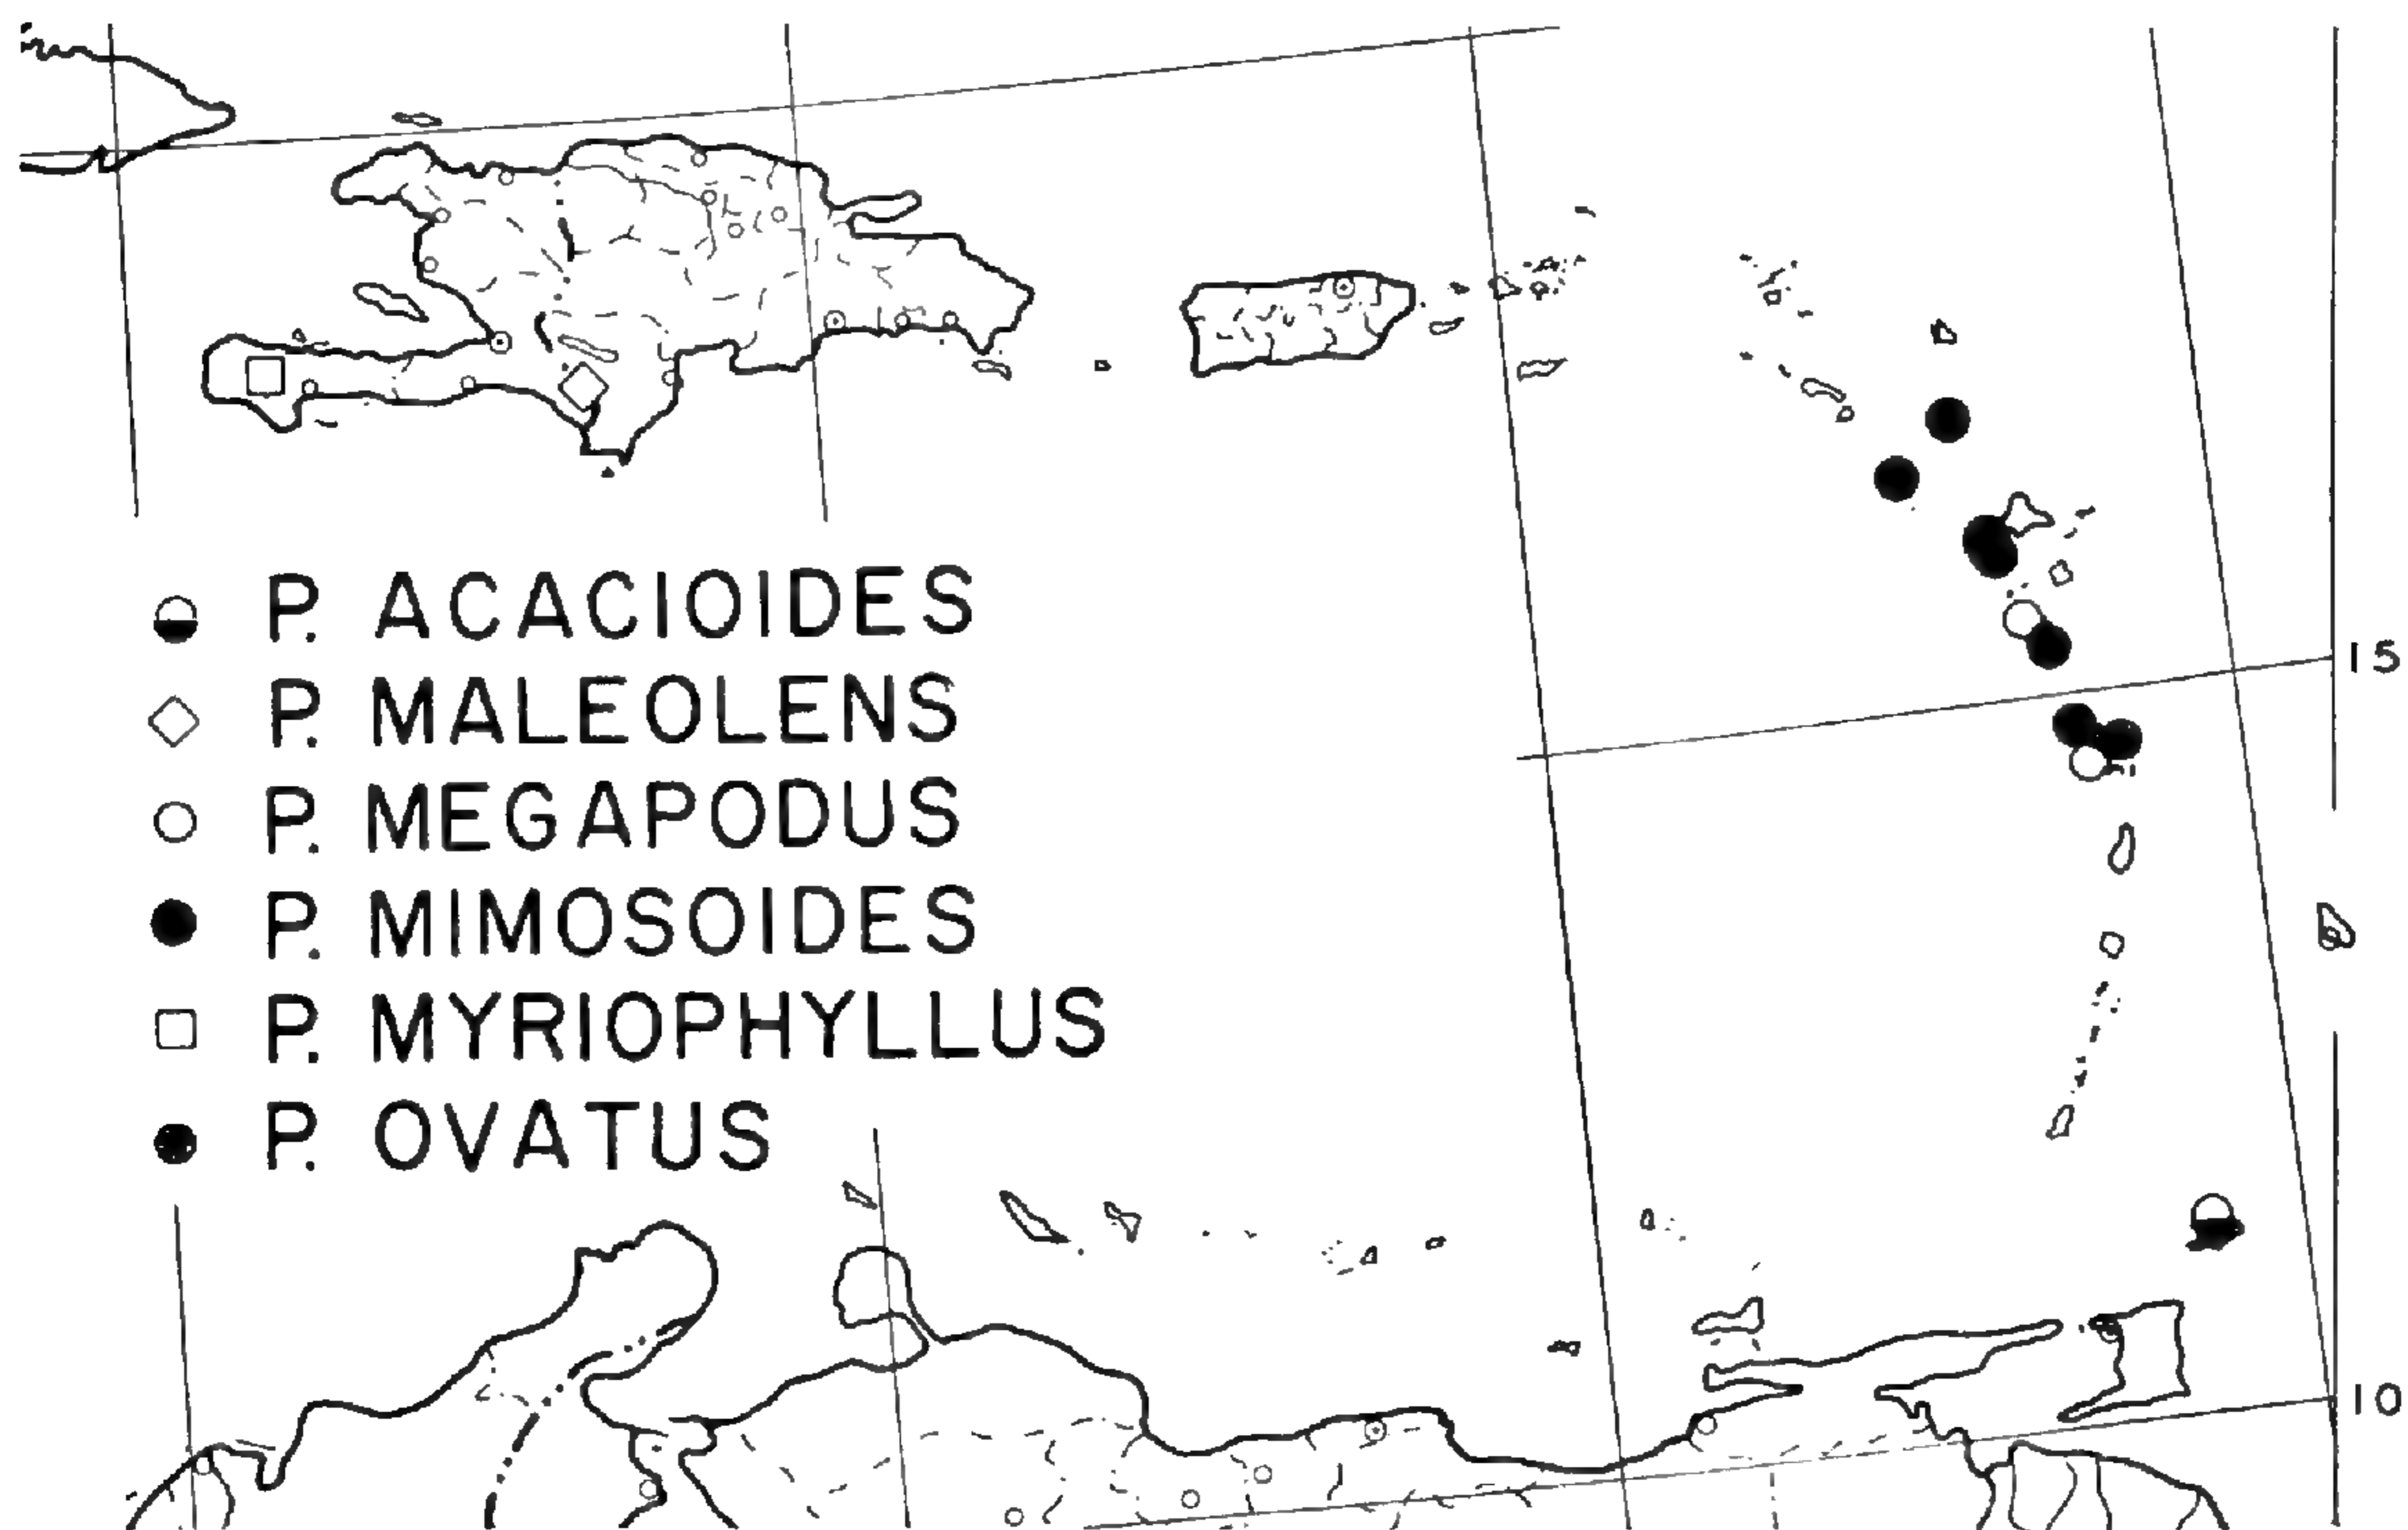 P. ACACIOIDES
15
P. MALEOLENS
P. MEGAPODUS
P. MIMOSOIDES
P. MYRIOPHYLLUS
P. OVATUS
10